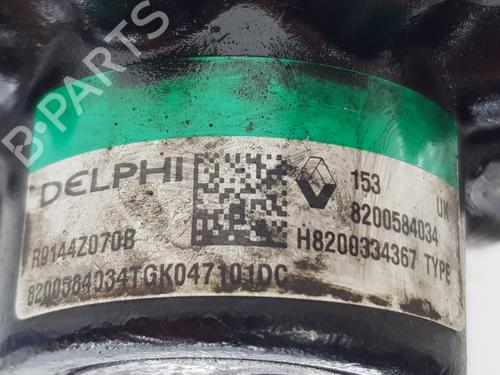 B-PARTS
DELPHI
153 UK
8200584034
R9144Z070B
H8200334367 TYPE
8200584034TGK047101DC